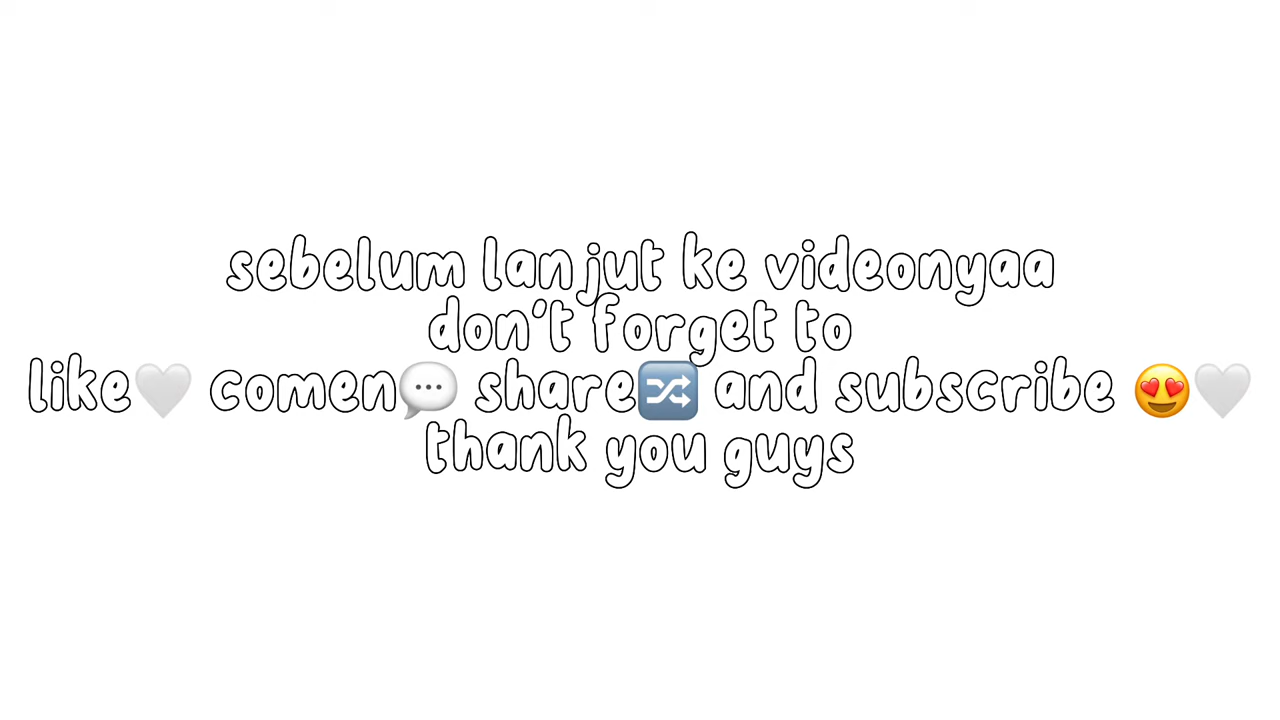 sebelum lanjut ke videonyaa
don't forget to
like🤍 comen💬 share🔀 and subscribe 😍🤍
thank you guys